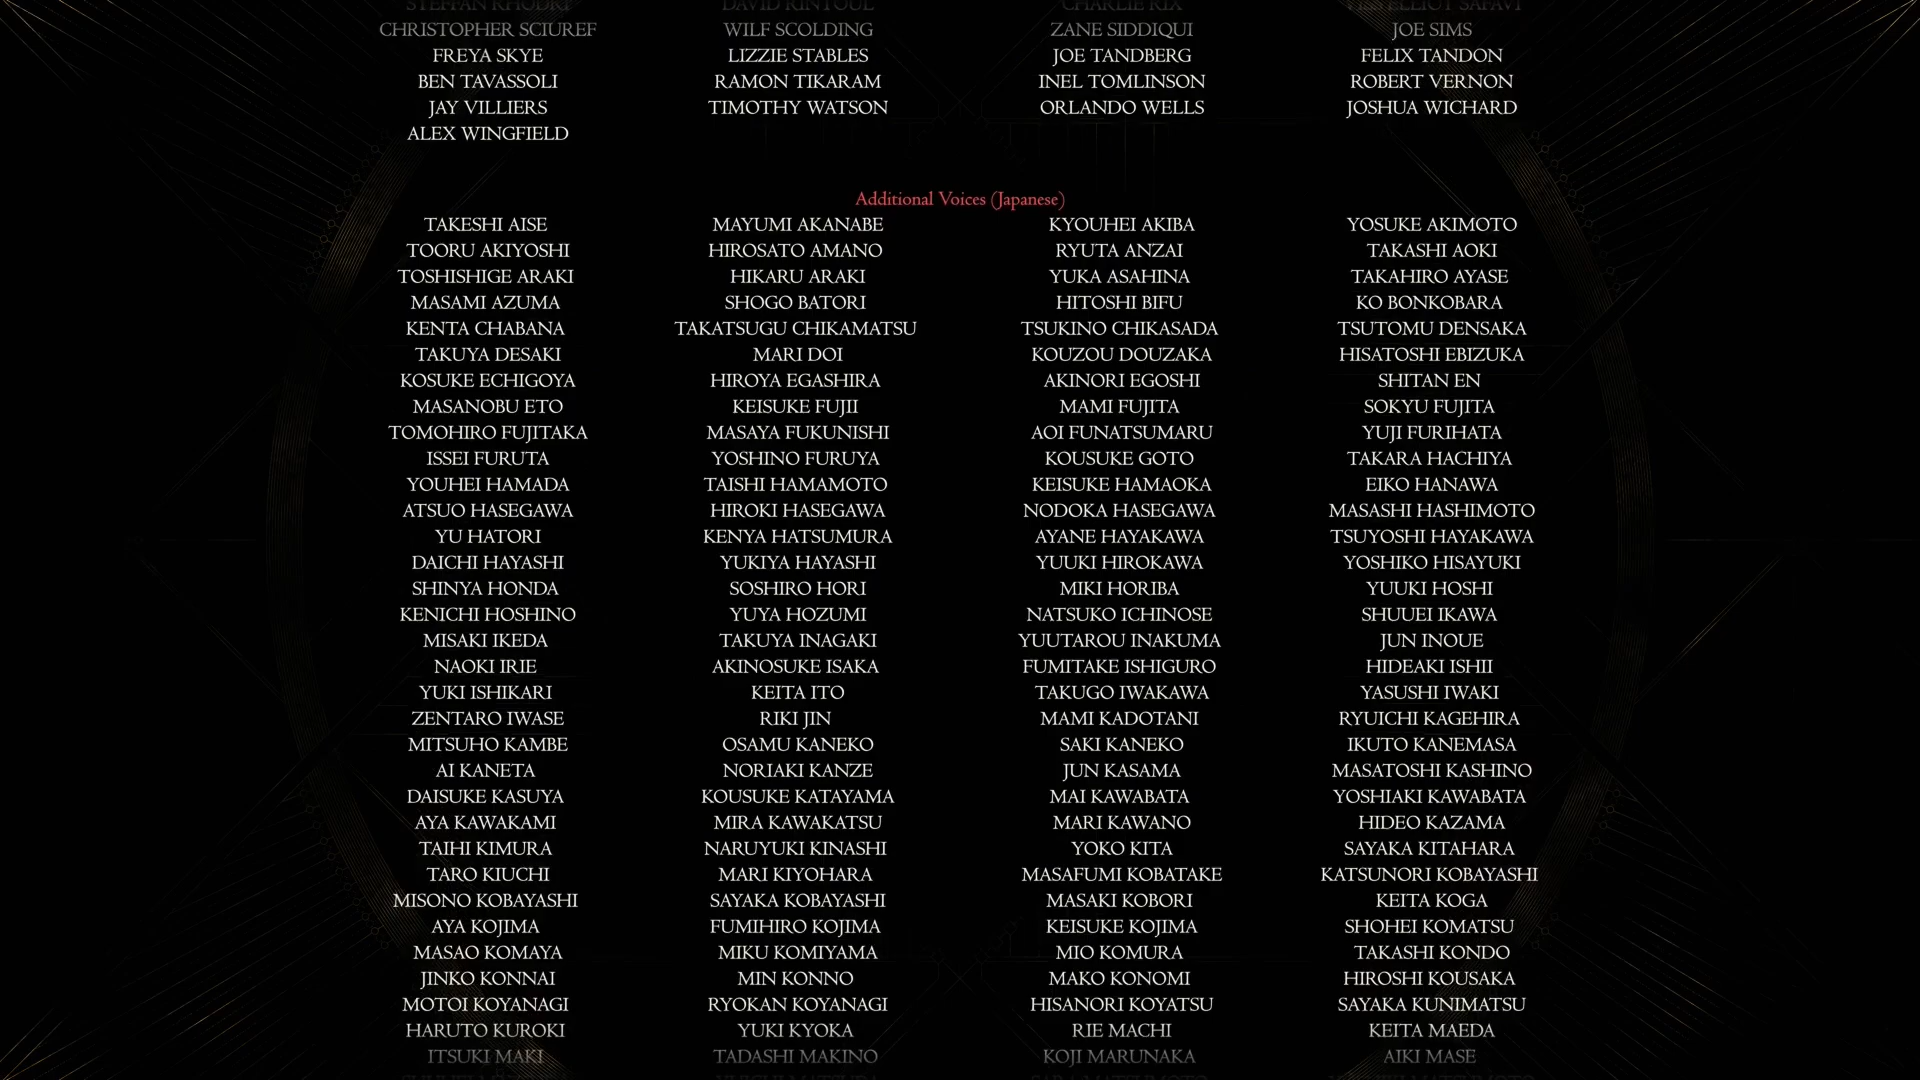 STEFFAN RHODRI DAVID RINTOUL CHARLIE RIX
CHRISTOPHER SCIUREF WILF SCOLDING ZANE SIDDIQUI JOE SIMS
FREYA SKYE LIZZIE STABLES JOE TANDBERG FELIX TANDON
BEN TAVASSOLI RAMON TIKARAM INEL TOMLINSON ROBERT VERNON
JAY VILLIERS TIMOTHY WATSON ORLANDO WELLS JOSHUA WICHARD
ALEX WINGFIELD
Additional Voices (Japanese)
TAKESHI AISE MAYUMI AKANABE KYOUHEI AKIBA YOSUKE AKIMOTO
TOORU AKIYOSHI HIROSATO AMANO RYUTA ANZAI TAKASHI AOKI
TOSHISHIGE ARAKI HIKARU ARAKI YUKA ASAHINA TAKAHIRO AYASE
MASAMI AZUMA SHOGO BATORI HITOSHI BIFU KO BONKOBARA
KENTA CHABANA TAKATSUGU CHIKAMATSU TSUKINO CHIKASADA TSUTOMU DENSAKA
TAKUYA DESAKI MARI DOI KOUZOU DOUZAKA HISATOSHI EBIZUKA
KOSUKE ECHIGOYA HIROYA EGASHIRA AKINORI EGOSHI SHITAN EN
MASANOBU ETO KEISUKE FUJII MAMI FUJITA SOKYU FUJITA
TOMOHIRO FUJITAKA MASAYA FUKUNISHI AOI FUNATSUMARU YUJI FURIHATA
ISSEI FURUTA YOSHINO FURUYA KOUSUKE GOTO TAKARA HACHIYA
YOUHEI HAMADA TAISHI HAMAMOTO KEISUKE HAMAOKA EIKO HANAWA
ATSUO HASEGAWA HIROKI HASEGAWA NODOKA HASEGAWA MASASHI HASHIMOTO
YU HATORI KENYA HATSUMURA AYANE HAYAKAWA TSUYOSHI HAYAKAWA
DAICHI HAYASHI YUKIYA HAYASHI YUUKI HIROKAWA YOSHIKO HISAYUKI
SHINYA HONDA SOSHIRO HORI MIKI HORIBA YUUKI HOSHI
KENICHI HOSHINO YUYA HOZUMI NATSUKO ICHINOSE SHUUEI IKAWA
MISAKI IKEDA TAKUYA INAGAKI YUUTAROU INAKUMA JUN INOUE
NAOKI IRIE AKINOSUKE ISAKA FUMITAKE ISHIGURO HIDEAKI ISHII
YUKI ISHIKARI KEITA ITO TAKUGO IWAKAWA YASUSHI IWAKI
ZENTARO IWASE RIKI JIN MAMI KADOTANI RYUICHI KAGEHIRA
MITSUHO KAMBE OSAMU KANEKO SAKI KANEKO IKUTO KANEMASA
AI KANETA NORIAKI KANZE JUN KASAMA MASATOSHI KASHINO
DAISUKE KASUYA KOUSUKE KATAYAMA MAI KAWABATA YOSHIAKI KAWABATA
AYA KAWAKAMI MIRA KAWAKATSU MARI KAWANO HIDEO KAZAMA
TAIHI KIMURA NARUYUKI KINASHI YOKO KITA SAYAKA KITAHARA
TARO KIUCHI MARI KIYOHARA MASAFUMI KOBATAKE KATSUNORI KOBAYASHI
MISONO KOBAYASHI SAYAKA KOBAYASHI MASAKI KOBORI KEITA KOGA
AYA KOJIMA FUMIHIRO KOJIMA KEISUKE KOJIMA SHOHEI KOMATSU
MASAO KOMAYA MIKU KOMIYAMA MIO KOMURA TAKASHI KONDO
JINKO KONNAI MIN KONNO MAKO KONOMI HIROSHI KOUSAKA
MOTOI KOYANAGI RYOKAN KOYANAGI HISANORI KOYATSU SAYAKA KUNIMATSU
HARUTO KUROKI YUKI KYOKA RIE MACHI KEITA MAEDA
ITSUKI MAKI TADASHI MAKINO KOJI MARUNAKA AIKI MASE